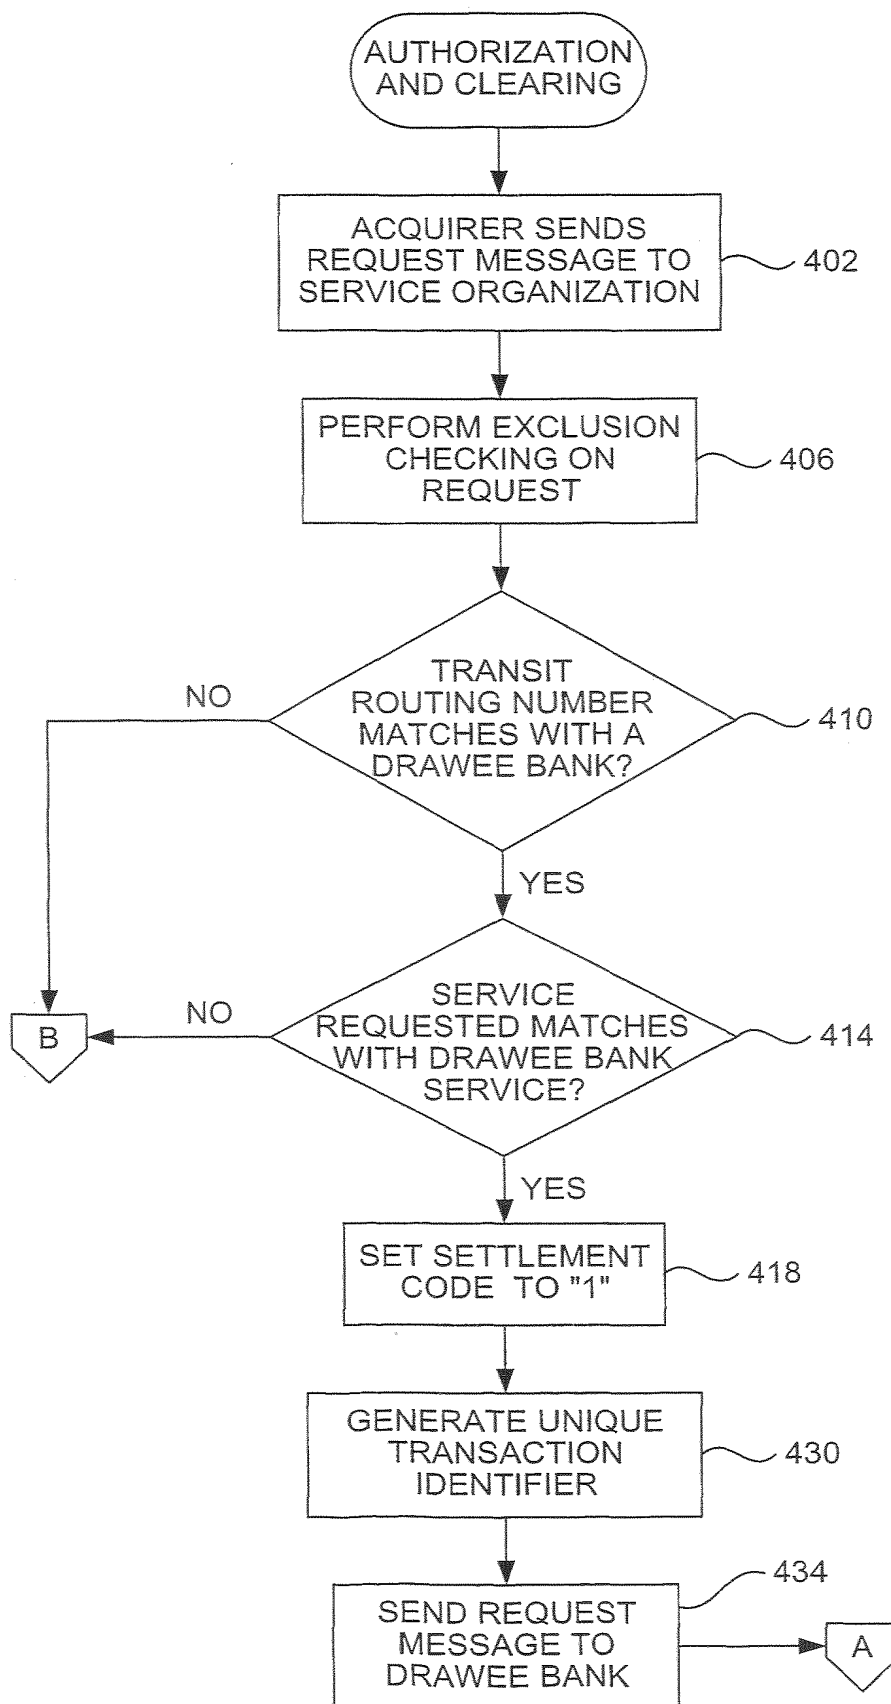 AUTHORIZATION
AND CLEARING
ACQUIRER SENDS
REQUEST MESSAGE TO
SERVICE ORGANIZATION
402
PERFORM EXCLUSION
CHECKING ON
REQUEST
406
TRANSIT
ROUTING NUMBER
MATCHES WITH A
DRAWEE BANK?
410
NO
YES
SERVICE
REQUESTED MATCHES
WITH DRAWEE BANK
SERVICE?
414
NO
B
YES
SET SETTLEMENT
CODE TO "1"
418
GENERATE UNIQUE
TRANSACTION
IDENTIFIER
430
434
SEND REQUEST
MESSAGE TO
DRAWEE BANK
A